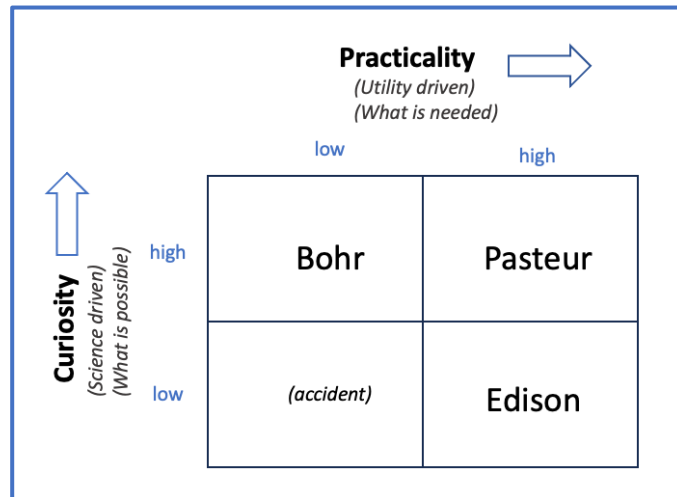 Practicality
(Utility driven)
(What is needed)
low
high
Curiosity
(Science driven)
(What is possible)
high
Bohr
Pasteur
low
(accident)
Edison